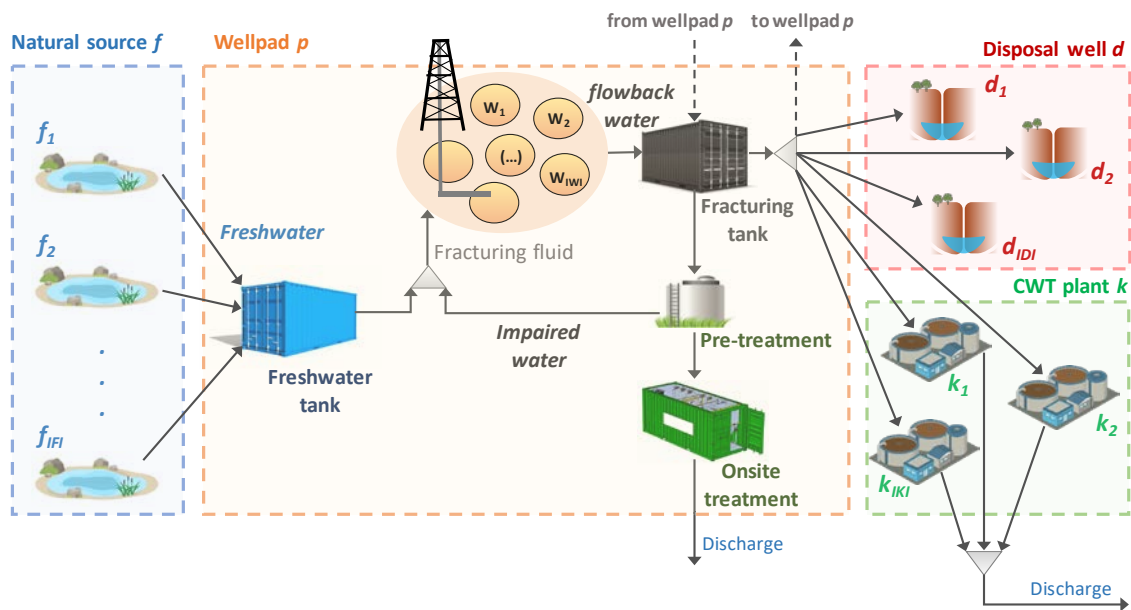 from wellpad p
to wellpad p
Natural source f
Wellpad p
Disposal well d
f1
f2
.
.
.
fIFI
Freshwater
Freshwater
tank
W1
W2
(...)
WIWI
Fracturing fluid
flowback
water
Fracturing
tank
Impaired
water
Pre-treatment
Onsite
treatment
Discharge
d1
d2
dIDI
CWT plant k
k1
k2
kIKI
Discharge